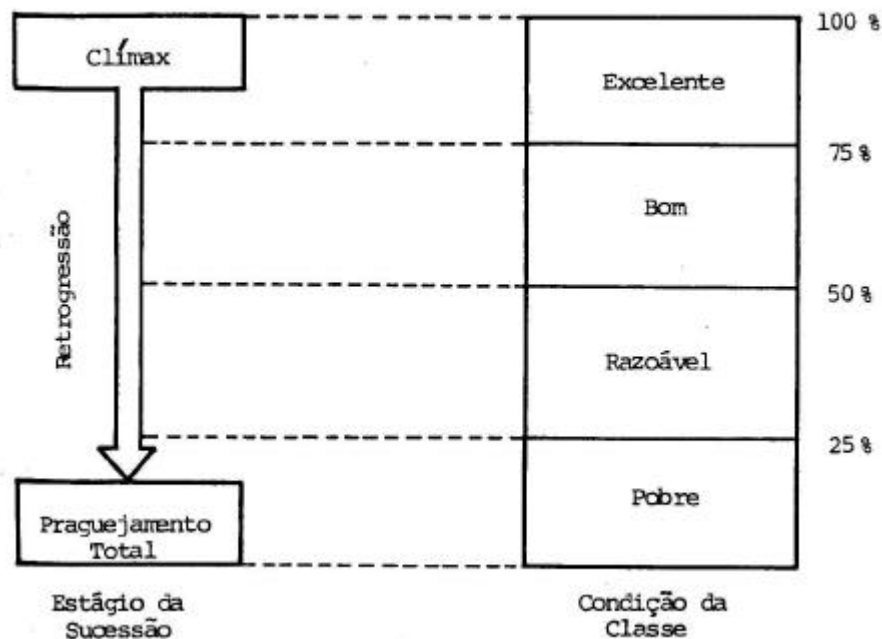 100 %
Clímax
Excelente
75 %
Bom
Retrogressão
50 %
Razoável
25 %
Pobre
Praguejamento
Total
Estágio da
Sucessão
Condição da
Classe